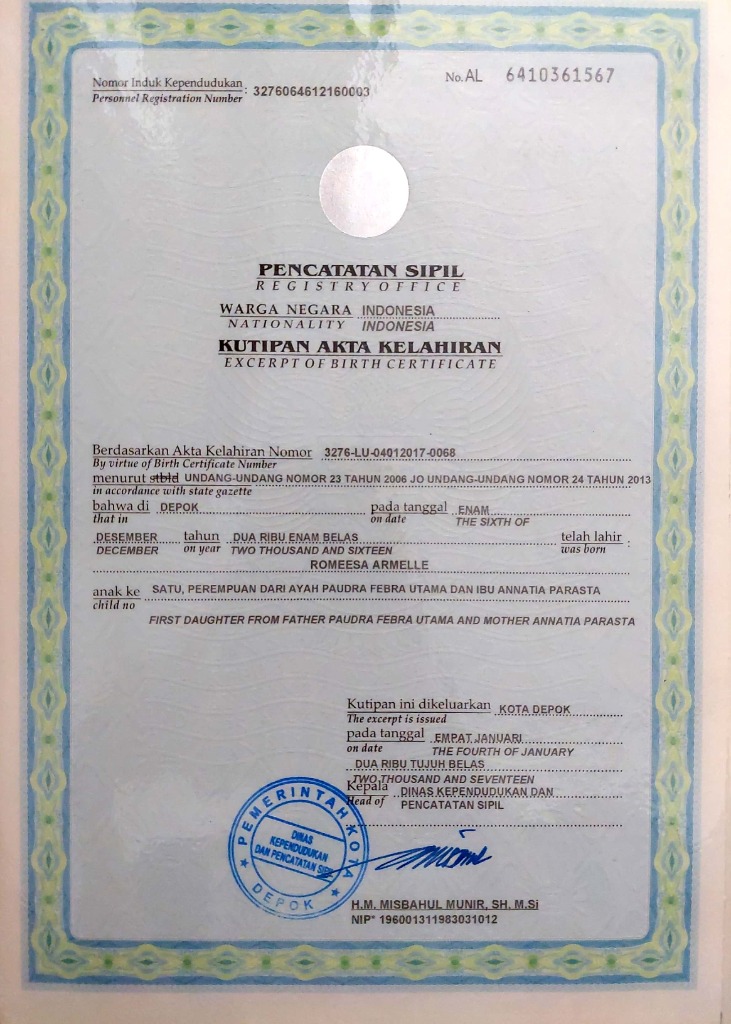 Nomor Induk Kependudukan : 3276064612160003
Personnel Registration Number
No. AL 6410361567
PENCATATAN SIPIL
REGISTRY OFFICE
WARGA NEGARA INDONESIA
NATIONALITY INDONESIA
KUTIPAN AKTA KELAHIRAN
EXCERPT OF BIRTH CERTIFICATE
Berdasarkan Akta Kelahiran Nomor 3276-LU-04012017-0068
By virtue of Birth Certificate Number
menurut stbld UNDANG-UNDANG NOMOR 23 TAHUN 2006 JO UNDANG-UNDANG NOMOR 24 TAHUN 2013
in accordance with state gazette
bahwa di DEPOK pada tanggal ENAM
that in on date THE SIXTH OF
DESEMBER tahun DUA RIBU ENAM BELAS telah lahir :
DECEMBER on year TWO THOUSAND AND SIXTEEN was born
ROMEESA ARMELLE
anak ke SATU, PEREMPUAN DARI AYAH PAUDRA FEBRA UTAMA DAN IBU ANNATIA PARASTA
child no
FIRST DAUGHTER FROM FATHER PAUDRA FEBRA UTAMA AND MOTHER ANNATIA PARASTA
Kutipan ini dikeluarkan KOTA DEPOK
The excerpt is issued
pada tanggal EMPAT JANUARI
on date THE FOURTH OF JANUARY
DUA RIBU TUJUH BELAS
TWO THOUSAND AND SEVENTEEN
Kepala DINAS KEPENDUDUKAN DAN
Head of PENCATATAN SIPIL
PEMERINTAH KOTA
DINAS
KEPENDUDUKAN
DAN PENCATATAN SIPIL
DEPOK
H.M. MISBAHUL MUNIR, SH, M.Si
NIP* 196001311983031012